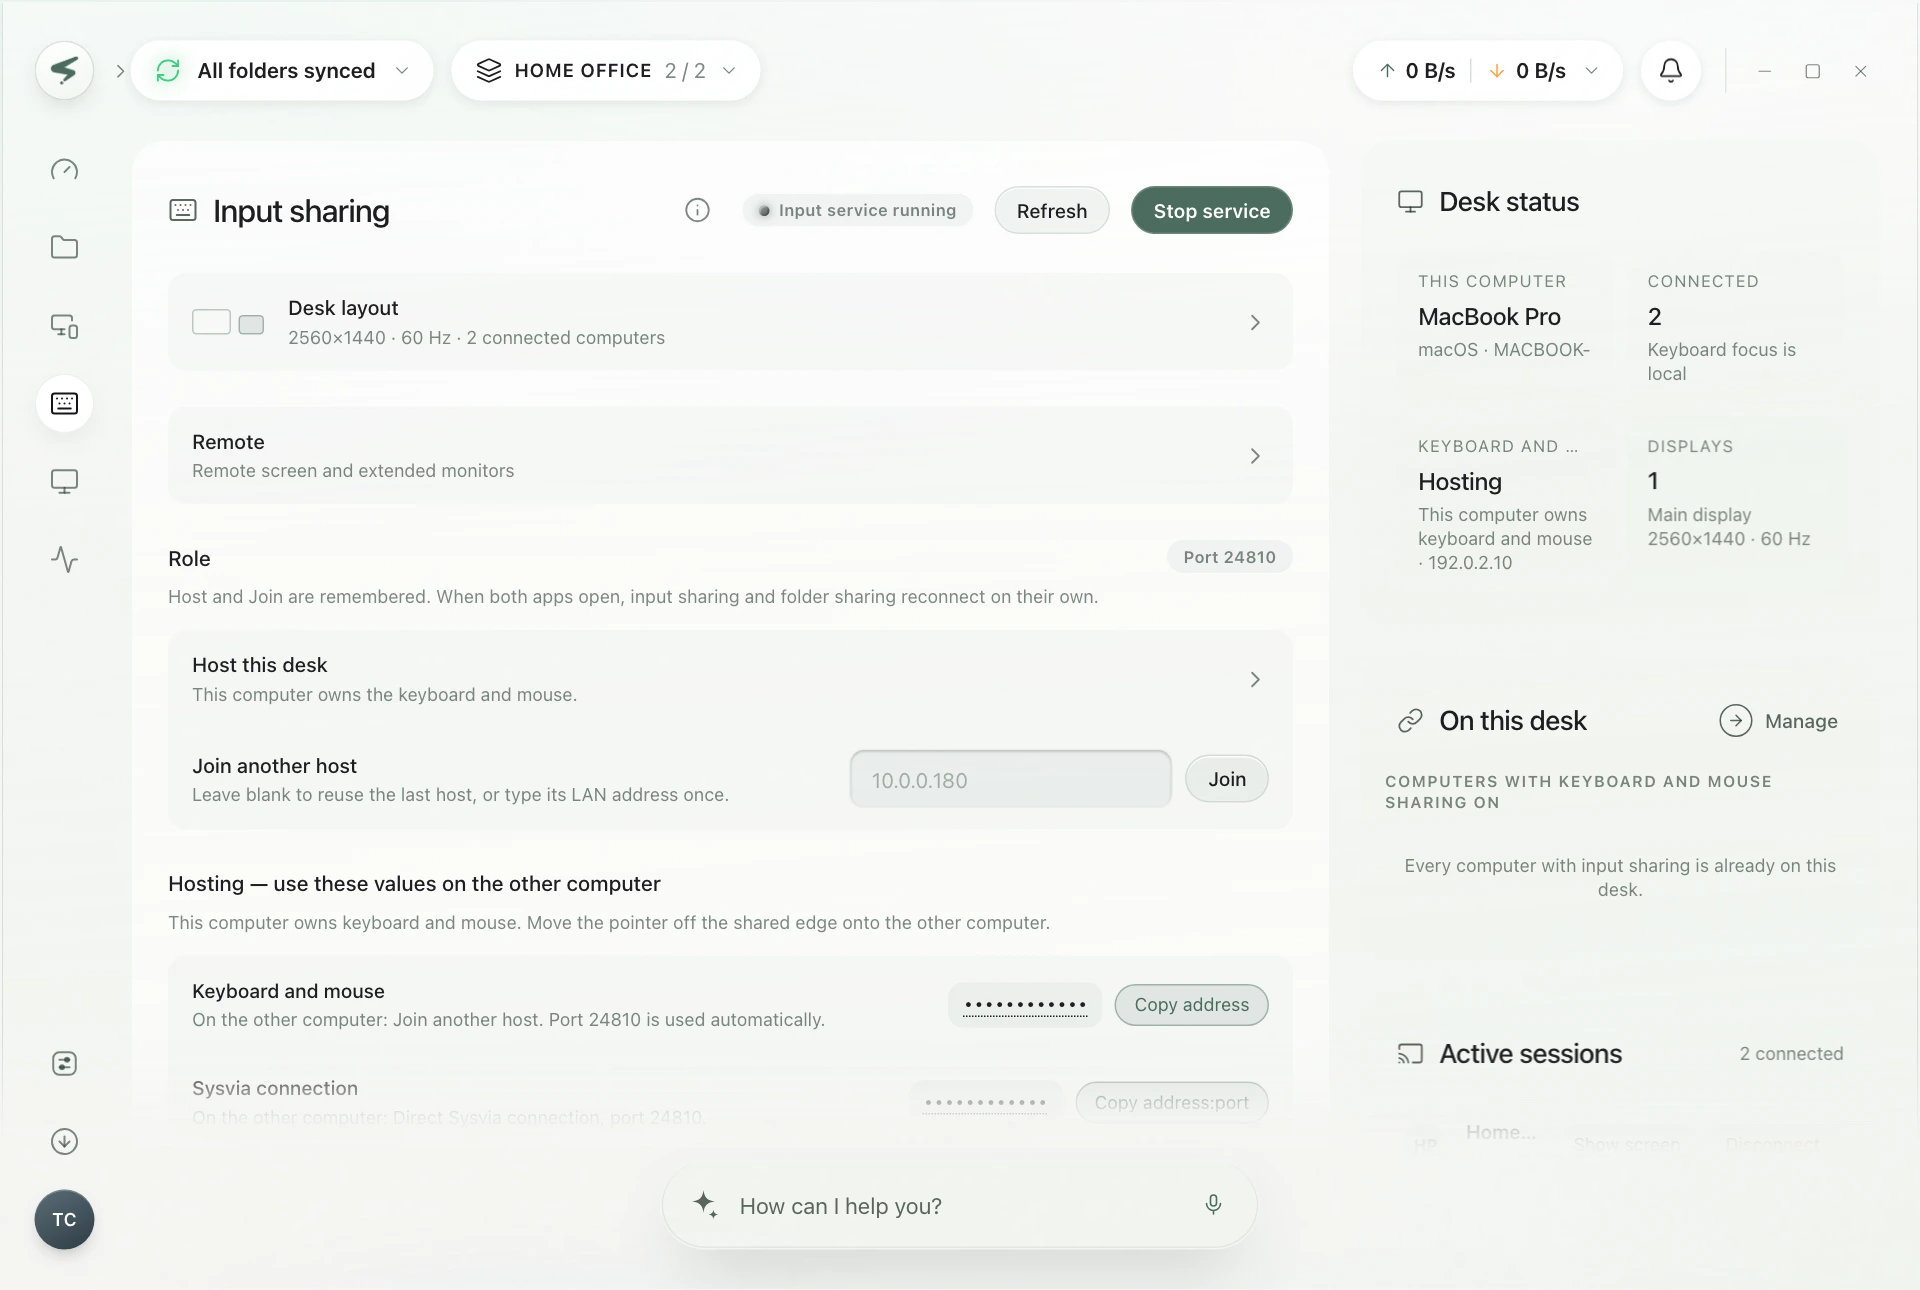 All folders synced
HOME OFFICE 2 / 2
0 B/s
0 B/s
Input sharing
Input service running
Refresh
Stop service
Desk layout
2560×1440 · 60 Hz · 2 connected computers
Remote
Remote screen and extended monitors
Role
Port 24810
Host and Join are remembered. When both apps open, input sharing and folder sharing reconnect on their own.
Host this desk
This computer owns the keyboard and mouse.
Join another host
Leave blank to reuse the last host, or type its LAN address once.
10.0.0.180
Join
Hosting — use these values on the other computer
This computer owns keyboard and mouse. Move the pointer off the shared edge onto the other computer.
Keyboard and mouse
On the other computer: Join another host. Port 24810 is used automatically.
••••••••••••
Copy address
Sysvia connection
On the other computer: Direct Sysvia connection, port 24810.
••••••••••••
Copy address:port
Desk status
THIS COMPUTER
MacBook Pro
macOS · MACBOOK-
CONNECTED
2
Keyboard focus is
local
KEYBOARD AND ...
Hosting
This computer owns
keyboard and mouse
· 192.0.2.10
DISPLAYS
1
Main display
2560×1440 · 60 Hz
On this desk
Manage
COMPUTERS WITH KEYBOARD AND MOUSE
SHARING ON
Every computer with input sharing is already on this
desk.
Active sessions
2 connected
HP
Home...
Show screen
Disconnect
How can I help you?
TC